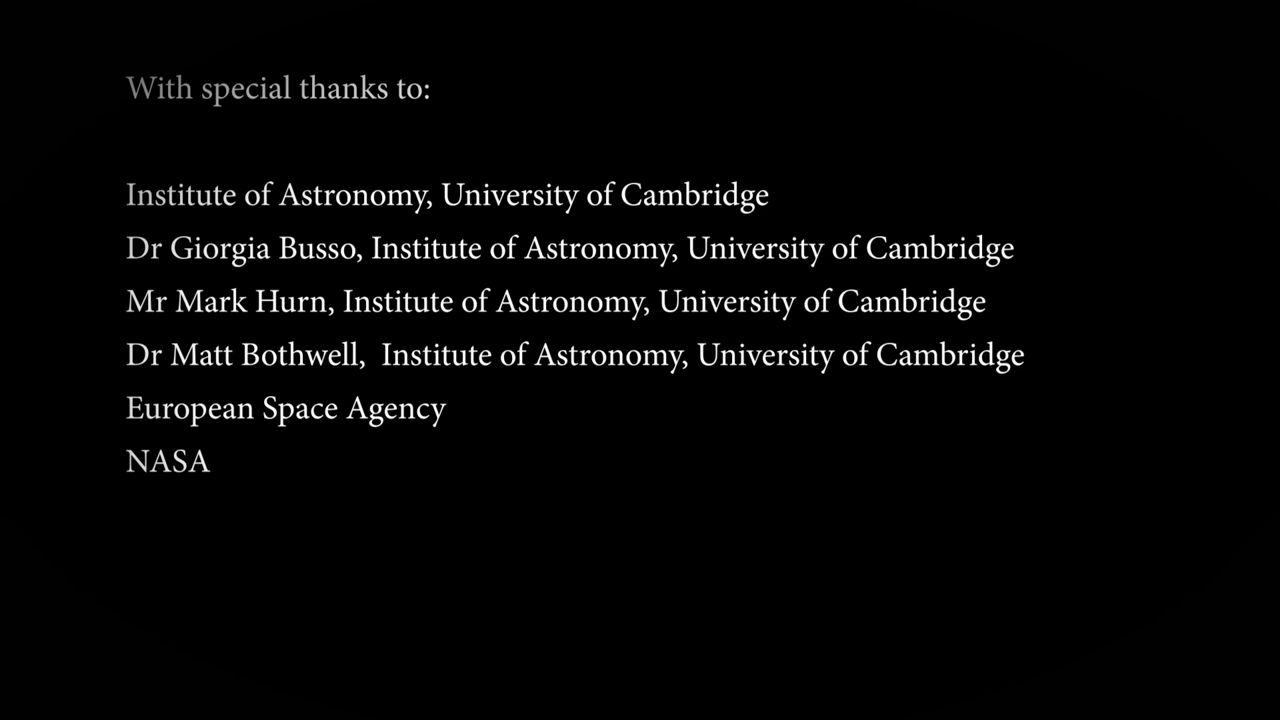 With special thanks to:
Institute of Astronomy, University of Cambridge
Dr Giorgia Busso, Institute of Astronomy, University of Cambridge
Mr Mark Hurn, Institute of Astronomy, University of Cambridge
Dr Matt Bothwell,  Institute of Astronomy, University of Cambridge
European Space Agency
NASA